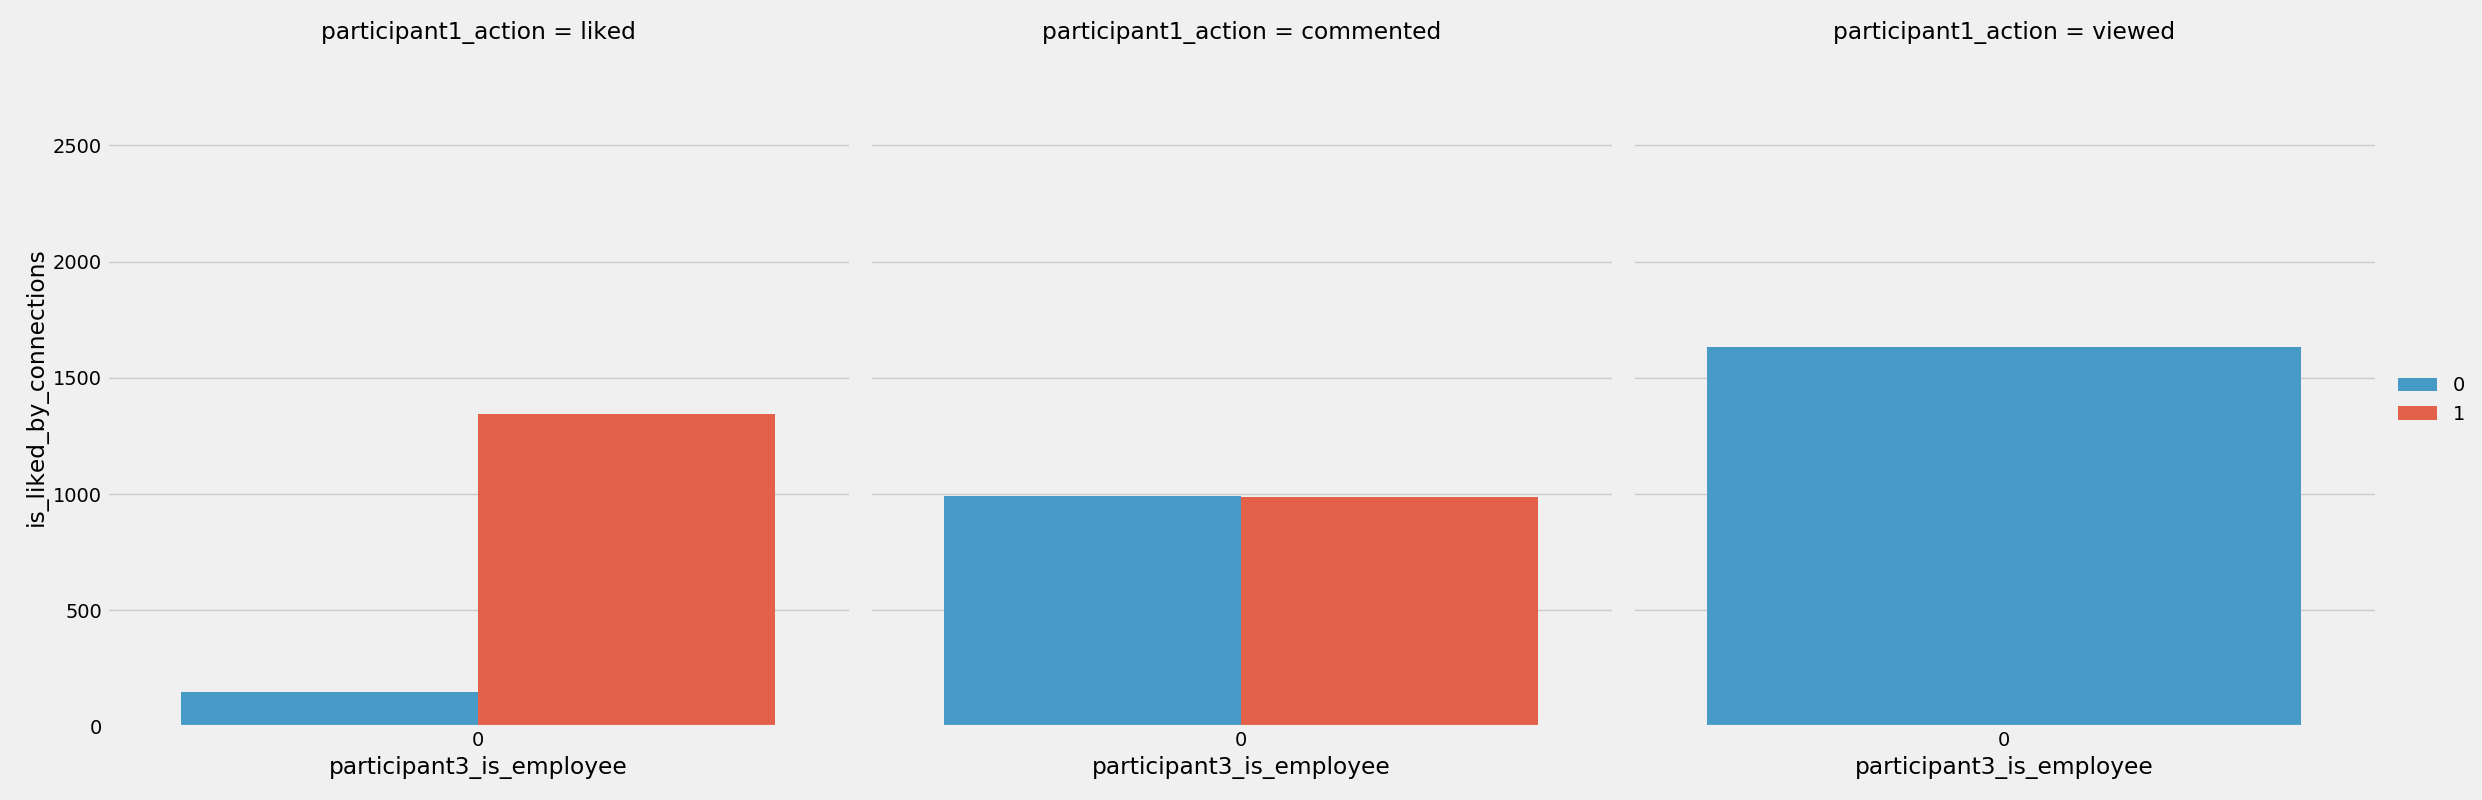 participant1_action = liked
participant1_action = commented
participant1_action = viewed
is_liked_by_connections
2500
2000
1500
1000
500
0
0
participant3_is_employee
0
participant3_is_employee
0
participant3_is_employee
0
1